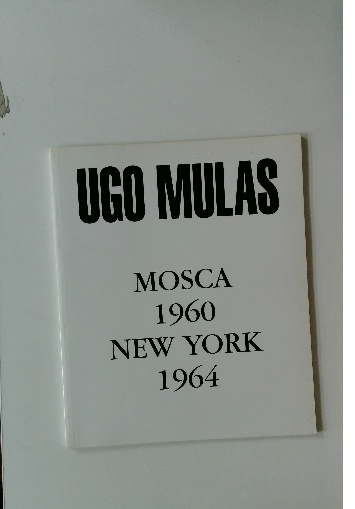 UGO MULAS
MOSCA
1960
NEW YORK
1964